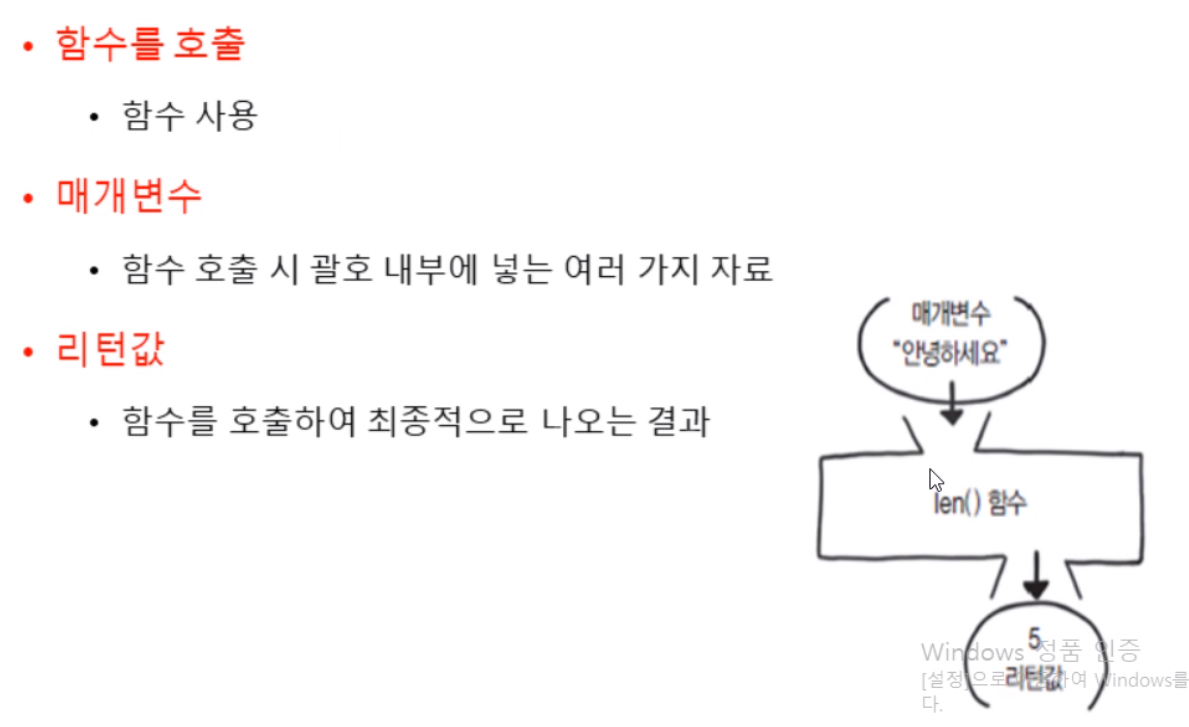 • 함수를 호출
• 함수 사용
• 매개변수
• 함수 호출 시 괄호 내부에 넣는 여러 가지 자료
• 리턴값
• 함수를 호출하여 최종적으로 나오는 결과
매개변수
"안녕하세요"
len() 함수
5
리턴값
Windows 정품 인증
[설정]으로 하여 Windows를
다.